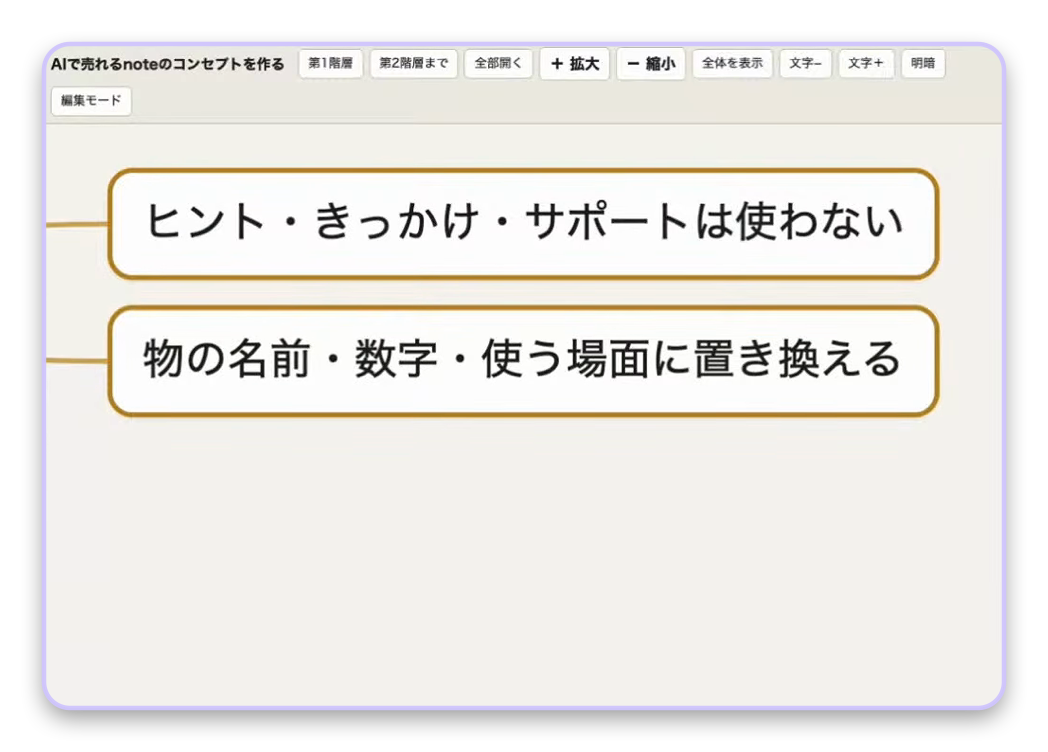 AIで売れるnoteのコンセプトを作る 第1階層 第2階層まで 全部開く ＋ 拡大 − 縮小 全体を表示 文字− 文字＋ 明暗
編集モード
ヒント・きっかけ・サポートは使わない
物の名前・数字・使う場面に置き換える